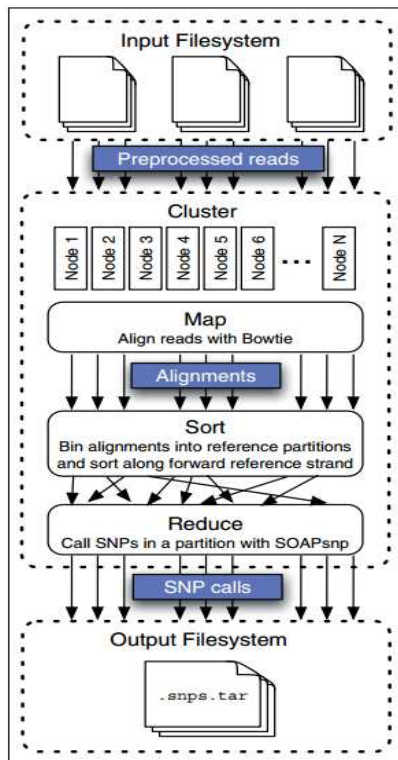 Input Filesystem
Preprocessed reads
Cluster
Node 1
Node 2
Node 3
Node 4
Node 5
Node 6
Node N
Map
Align reads with Bowtie
Alignments
Sort
Bin alignments into reference partitions
and sort along forward reference strand
Reduce
Call SNPs in a partition with SOAPsnp
SNP calls
Output Filesystem
.snps.tar